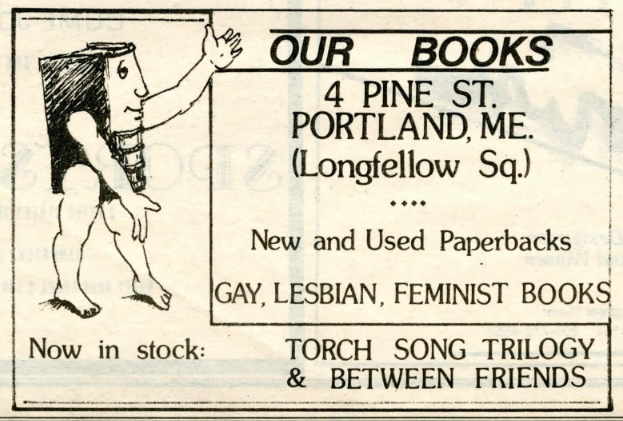 OUR BOOKS
4 PINE ST.
PORTLAND, ME.
(Longfellow Sq.)
....
New and Used Paperbacks
GAY, LESBIAN, FEMINIST BOOKS
Now in stock: TORCH SONG TRILOGY
& BETWEEN FRIENDS